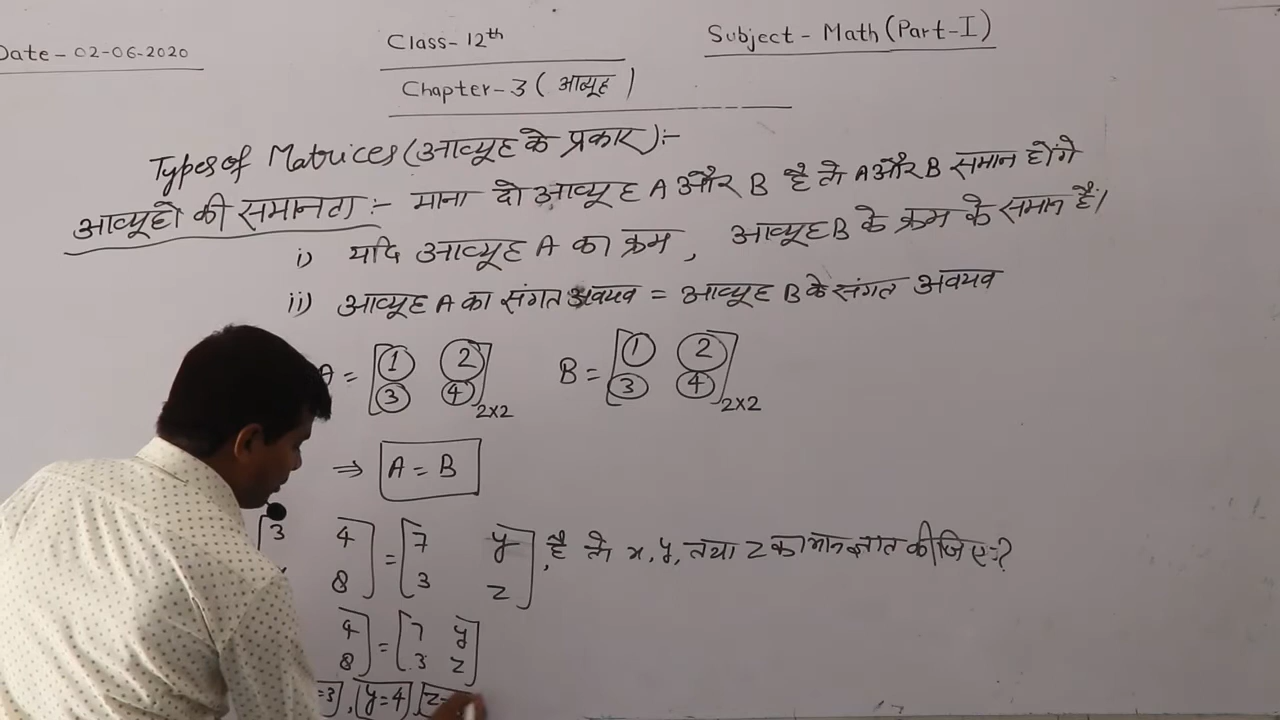 Date - 02-06-2020
Class - 12th
Subject - Math (Part-I)
Chapter - 3 ( आव्यूह )
Types of Matrices (आव्यूह के प्रकार) :-
आव्यूहो की समानता :- माना दो आव्यूह A और B है तो A और B समान होंगे
i) यदि आव्यूह A का क्रम , आव्यूह B के क्रम के समान है।
ii) आव्यूह A का संगत अवयव = आव्यूह B के संगत अवयव
A = [ 1 2 B = [ 1 2
3 4 ] 2x2 3 4 ] 2x2
⇒ A = B
[ 3 4 ] = [ 7 y ] , है तो x, y, तथा z का मान ज्ञात कीजिए:-?
8 3 z
4 ] = [ 7 y ]
8 3 z
=3 , y=4 , z=